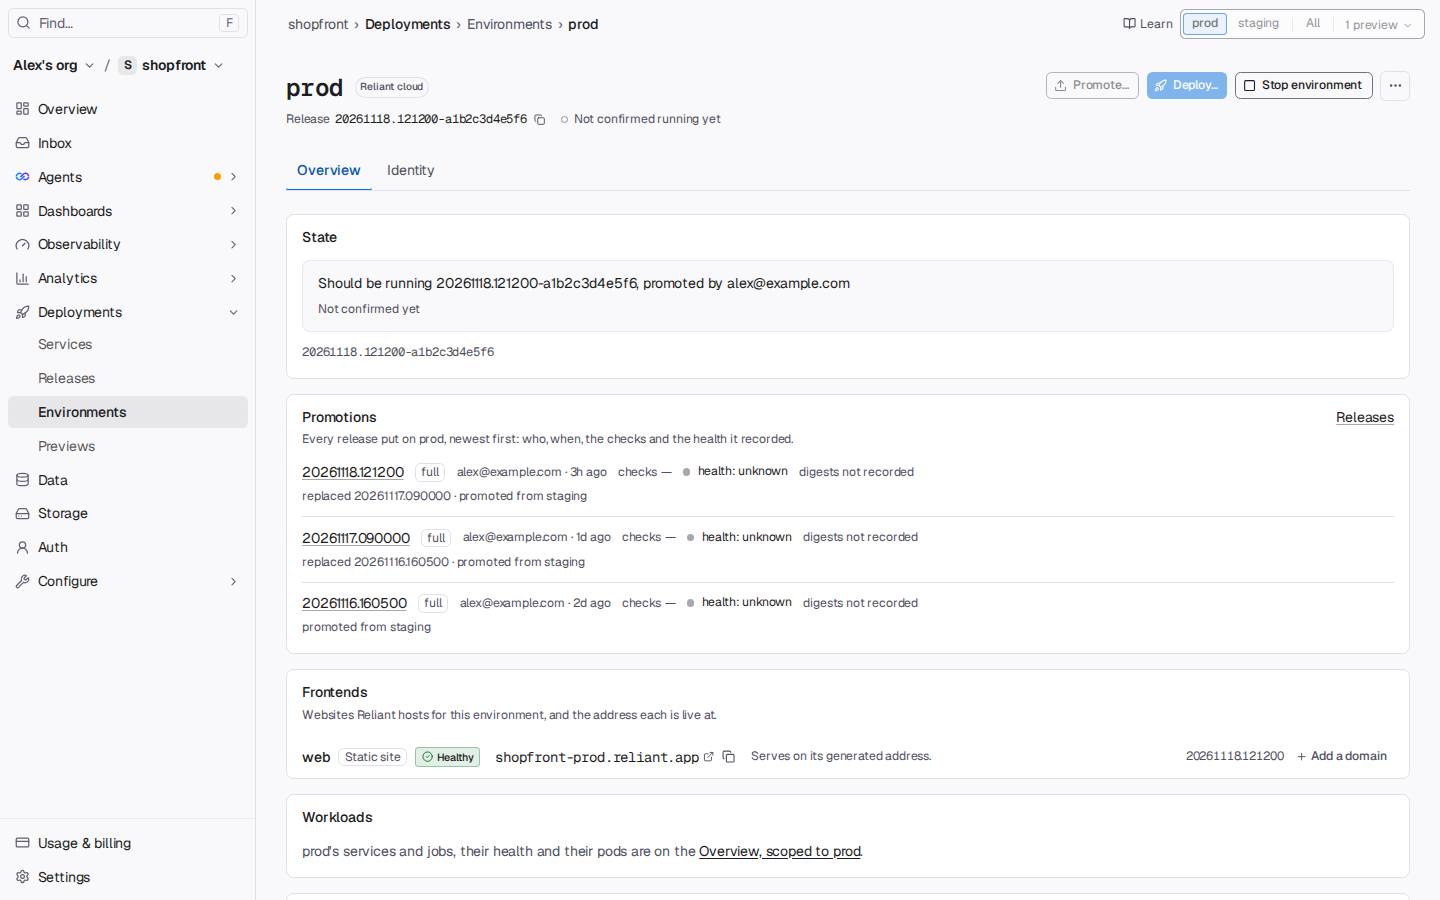 Find...
F
shopfront › Deployments › Environments › prod
Learn
prod
staging
All
1 preview
Alex's org / S shopfront
Overview
Inbox
Agents
Dashboards
Observability
Analytics
Deployments
Services
Releases
Environments
Previews
Data
Storage
Auth
Configure
Usage & billing
Settings
prod
Reliant cloud
Promote...
Deploy...
Stop environment
Release 20261118.121200-a1b2c3d4e5f6
Not confirmed running yet
Overview
Identity
State
Should be running 20261118.121200-a1b2c3d4e5f6, promoted by alex@example.com
Not confirmed yet
20261118.121200-a1b2c3d4e5f6
Promotions
Releases
Every release put on prod, newest first: who, when, the checks and the health it recorded.
20261118.121200 full alex@example.com · 3h ago checks — health: unknown digests not recorded
replaced 20261117.090000 · promoted from staging
20261117.090000 full alex@example.com · 1d ago checks — health: unknown digests not recorded
replaced 20261116.160500 · promoted from staging
20261116.160500 full alex@example.com · 2d ago checks — health: unknown digests not recorded
promoted from staging
Frontends
Websites Reliant hosts for this environment, and the address each is live at.
web Static site Healthy shopfront-prod.reliant.app Serves on its generated address. 20261118.121200 + Add a domain
Workloads
prod's services and jobs, their health and their pods are on the Overview, scoped to prod.